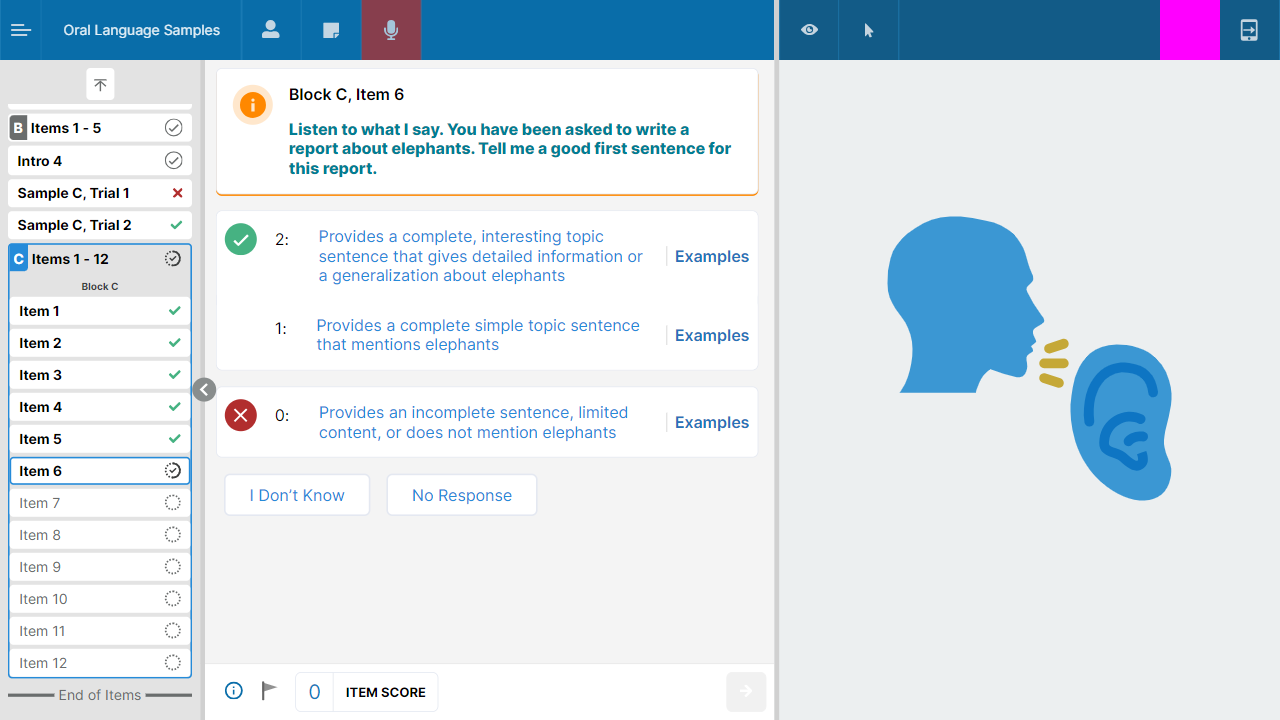 Oral Language Samples
B Items 1 - 5
Intro 4
Sample C, Trial 1
Sample C, Trial 2
C Items 1 - 12
Block C
Item 1
Item 2
Item 3
Item 4
Item 5
Item 6
Item 7
Item 8
Item 9
Item 10
Item 11
Item 12
End of Items
Block C, Item 6
Listen to what I say. You have been asked to write a
report about elephants. Tell me a good first sentence for
this report.
2:
Provides a complete, interesting topic
sentence that gives detailed information or
a generalization about elephants
Examples
1:
Provides a complete simple topic sentence
that mentions elephants
Examples
0:
Provides an incomplete sentence, limited
content, or does not mention elephants
Examples
I Don’t Know
No Response
0 ITEM SCORE